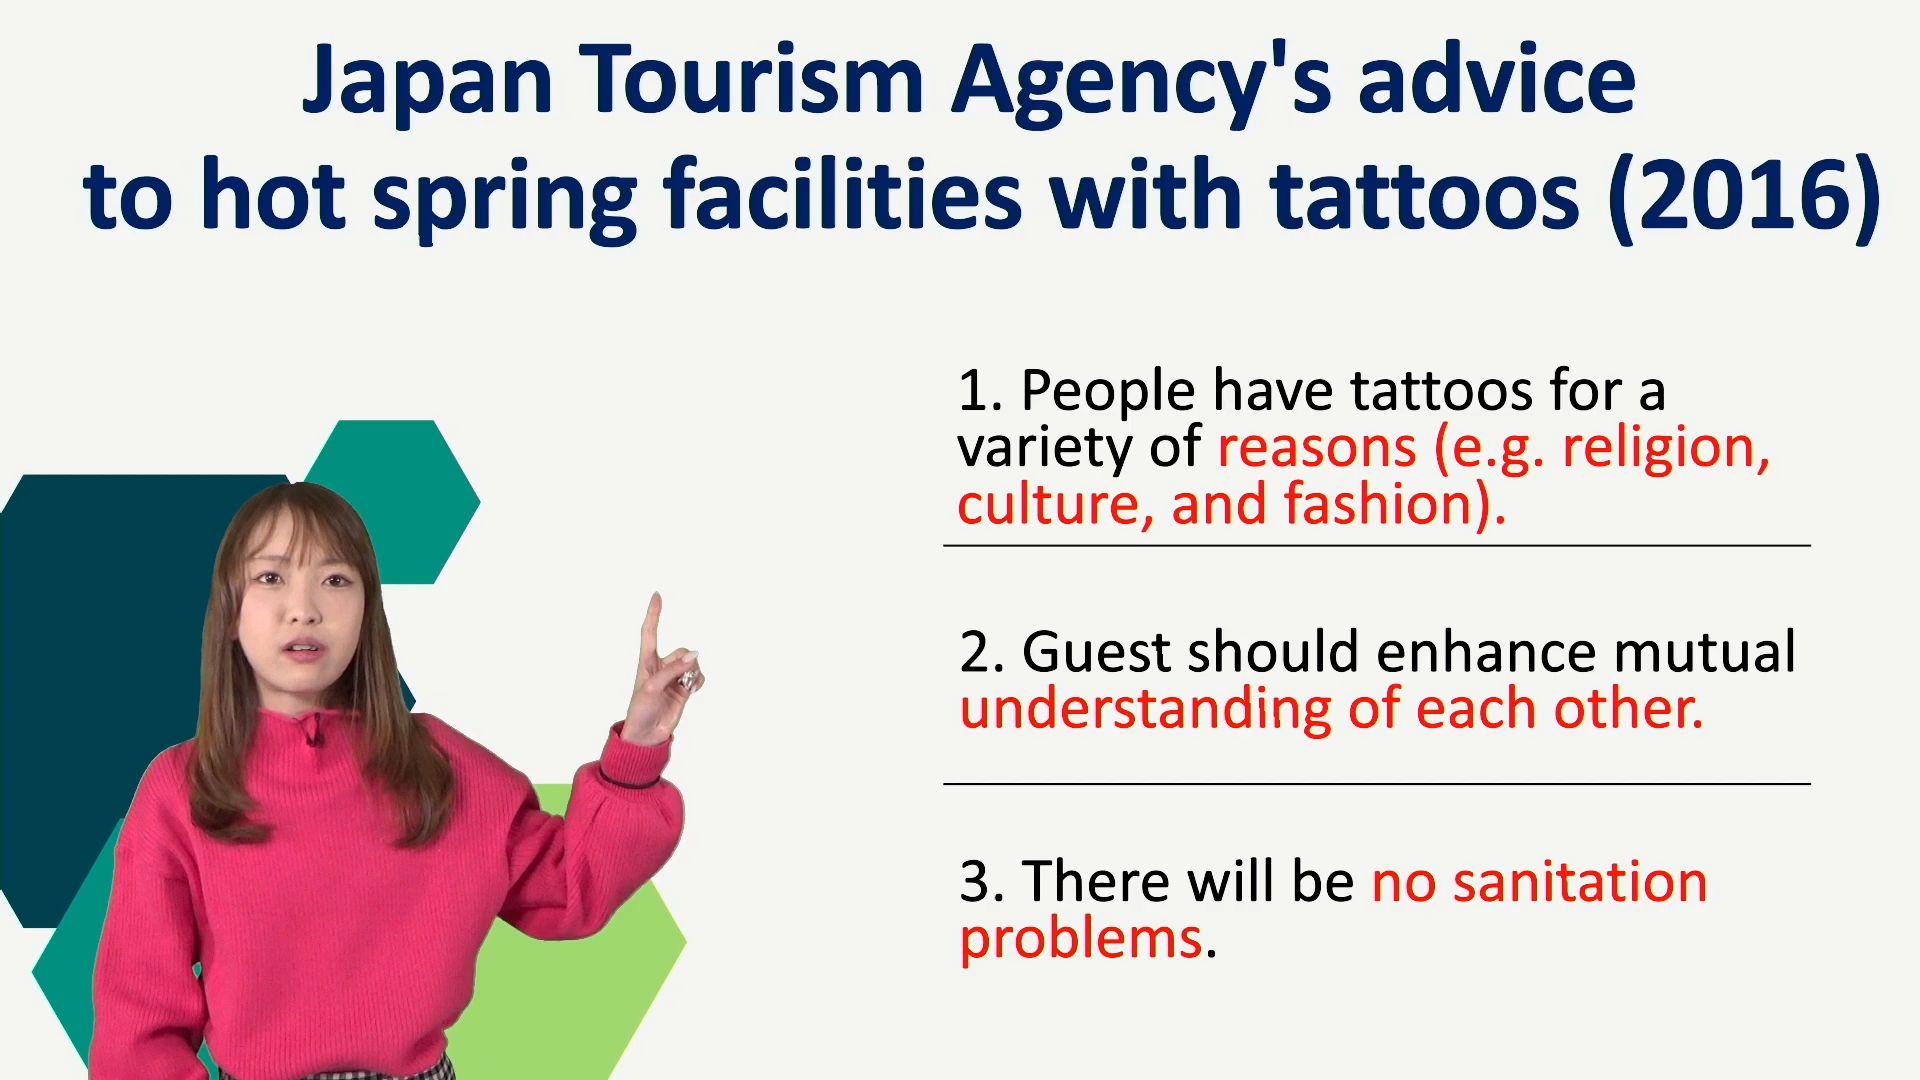 Japan Tourism Agency's advice
to hot spring facilities with tattoos (2016)
1. People have tattoos for a
variety of reasons (e.g. religion,
culture, and fashion).
2. Guest should enhance mutual
understanding of each other.
3. There will be no sanitation
problems.